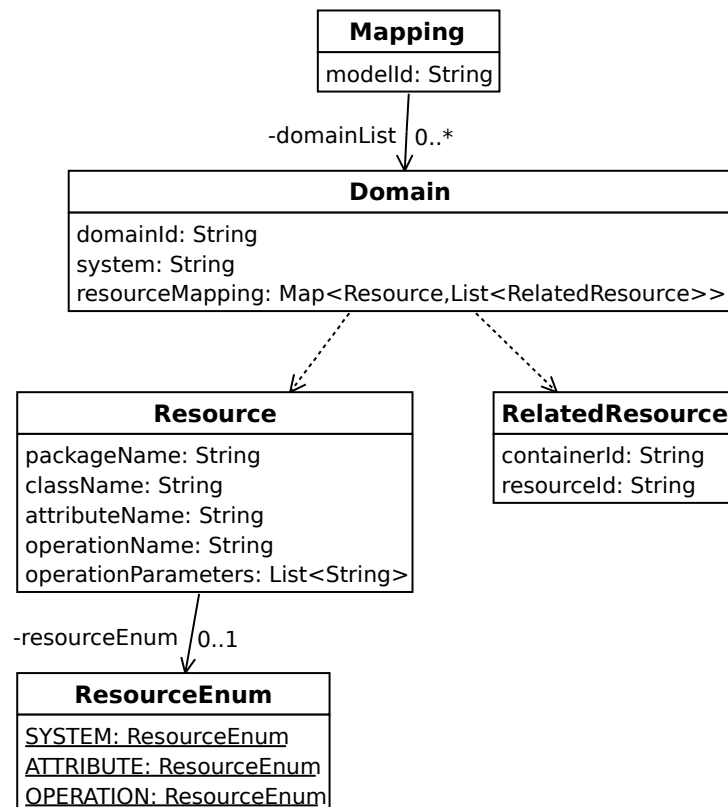 Mapping
modelId: String
-domainList 0..*
Domain
domainId: String
system: String
resourceMapping: Map<Resource,List<RelatedResource>>
Resource
packageName: String
className: String
attributeName: String
operationName: String
operationParameters: List<String>
RelatedResource
containerId: String
resourceId: String
-resourceEnum 0..1
ResourceEnum
SYSTEM: ResourceEnum
ATTRIBUTE: ResourceEnum
OPERATION: ResourceEnum